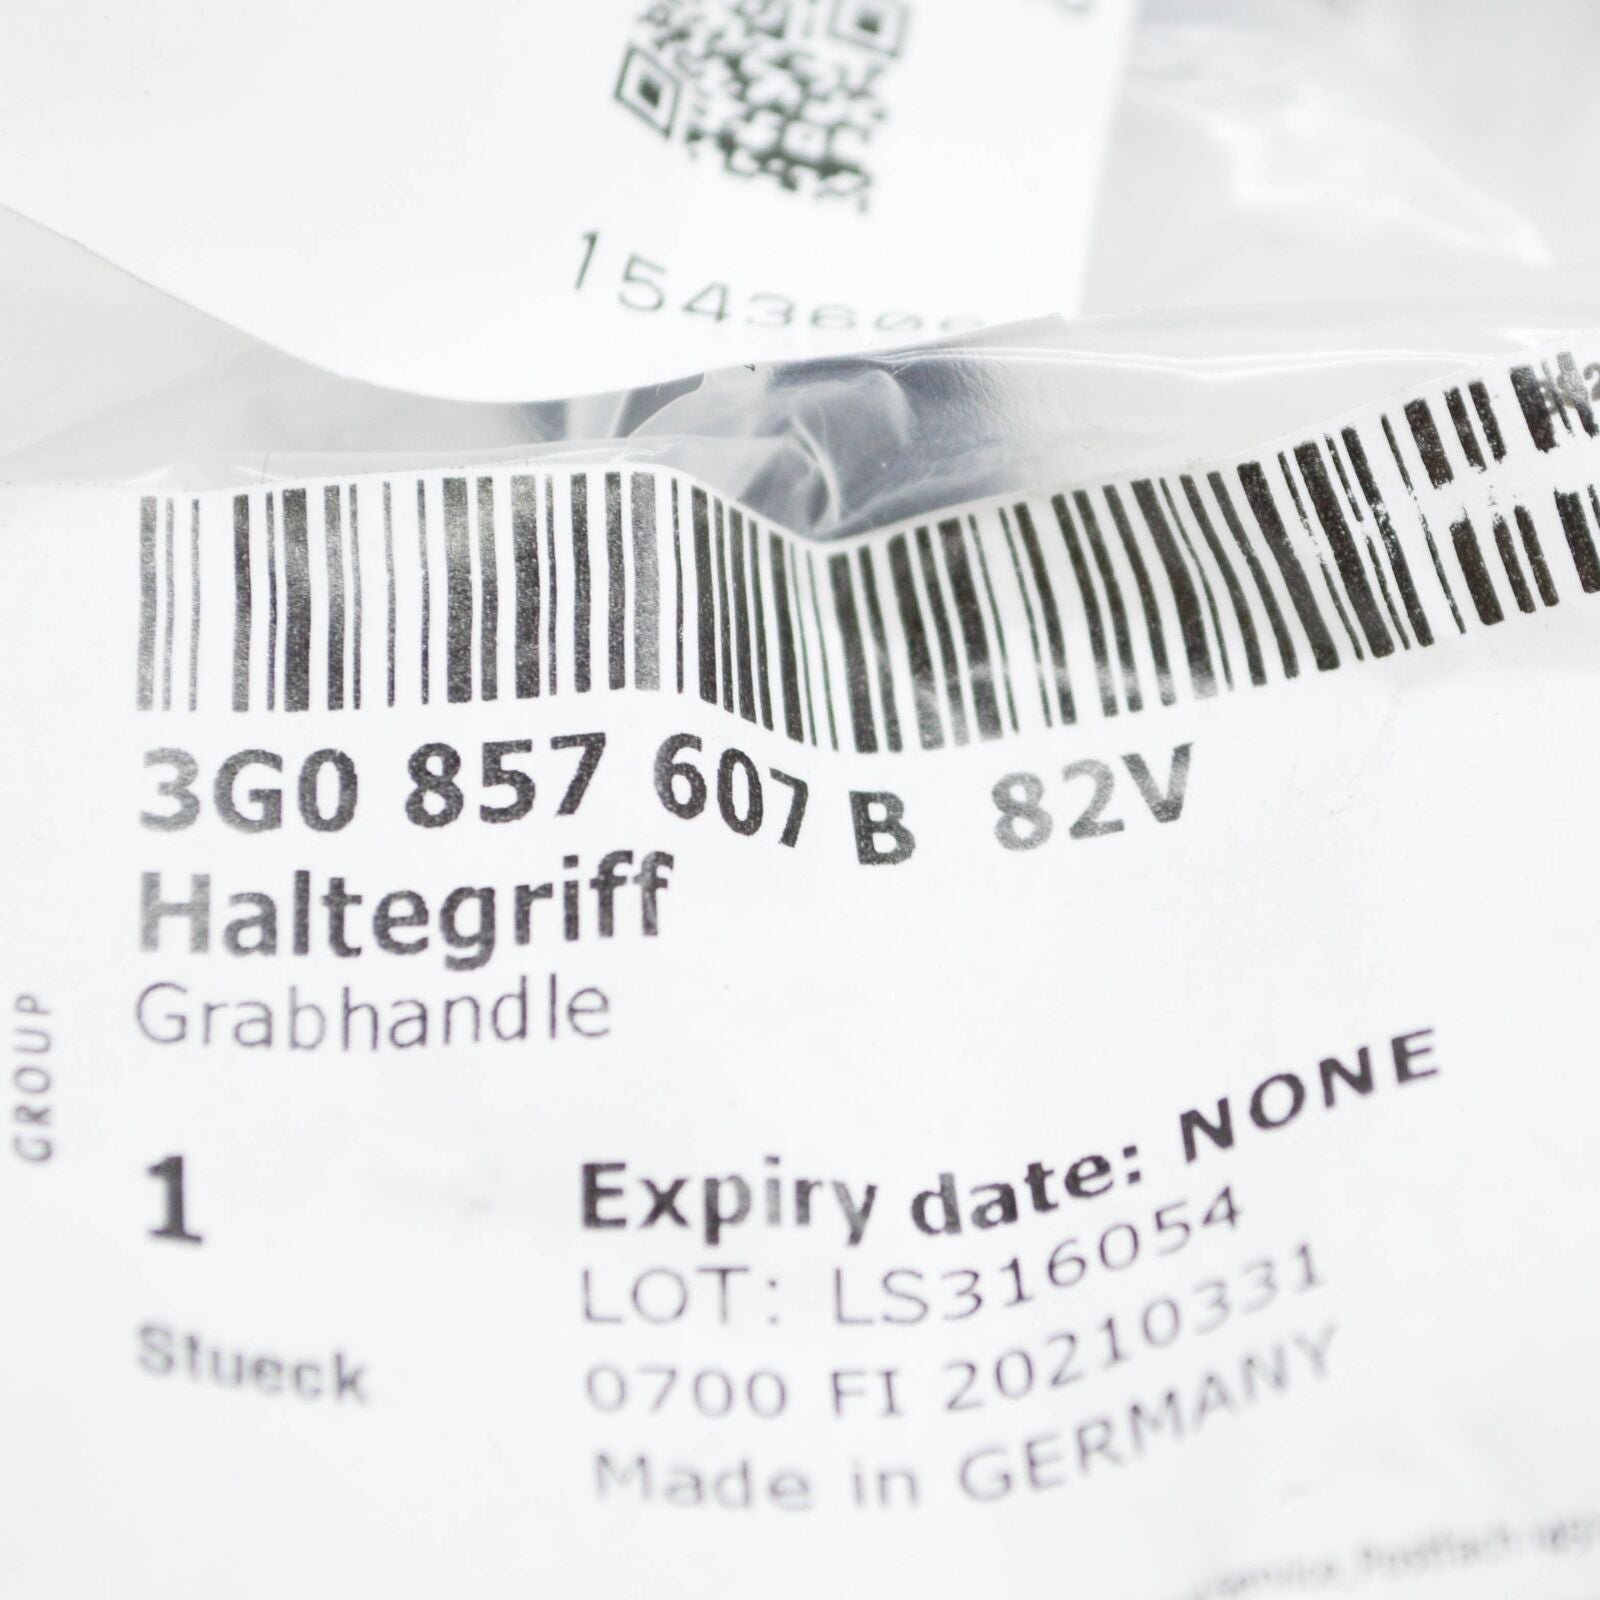 3G0 857 607 B 82V
Haltegriff
Grabhandle
GROUP
1
Expiry date: NONE
LOT: LS316054
Stueck
0700 FI 20210331
Made in GERMANY